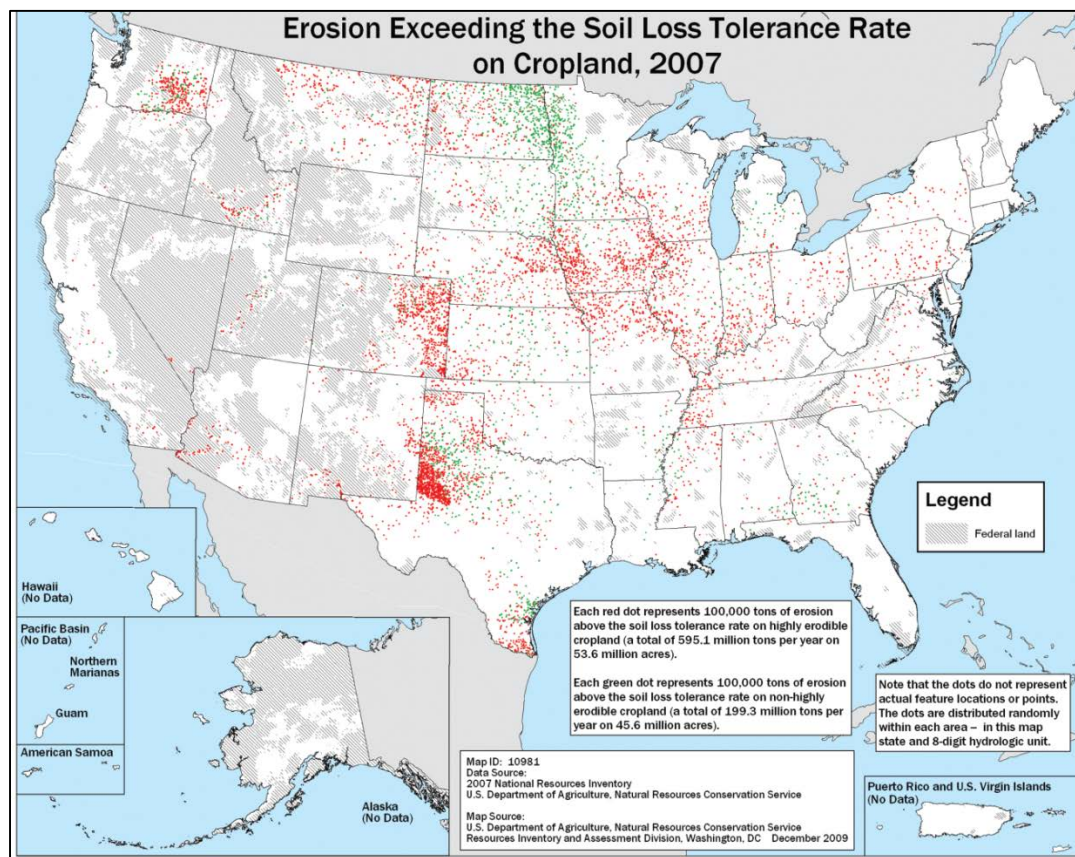 Erosion Exceeding the Soil Loss Tolerance Rate
on Cropland, 2007
Legend
Federal land
Hawaii
(No Data)
Pacific Basin
(No Data)
Northern
Marianas
Guam
American Samoa
Alaska
(No Data)
Each red dot represents 100,000 tons of erosion
above the soil loss tolerance rate on highly erodible
cropland (a total of 595.1 million tons per year on
53.6 million acres).
Each green dot represents 100,000 tons of erosion
above the soil loss tolerance rate on non-highly
erodible cropland (a total of 199.3 million tons per
year on 45.6 million acres).
Note that the dots do not represent
actual feature locations or points.
The dots are distributed randomly
within each area – in this map
state and 8-digit hydrologic unit.
Map ID: 10981
Data Source:
2007 National Resources Inventory
U.S. Department of Agriculture, Natural Resources Conservation Service
Map Source:
U.S. Department of Agriculture, Natural Resources Conservation Service
Resources Inventory and Assessment Division, Washington, DC December 2009
Puerto Rico and U.S. Virgin Islands
(No Data)